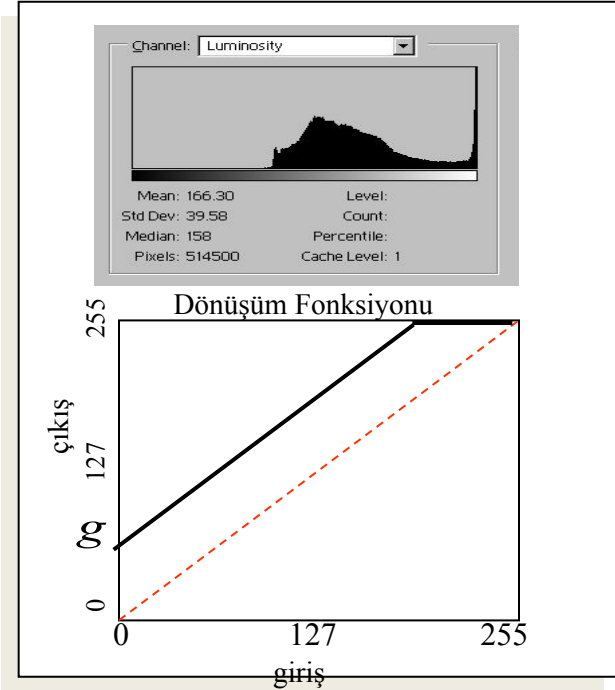 Channel: Luminosity
Mean: 166.30 Level:
Std Dev: 39.58 Count:
Median: 158 Percentile:
Pixels: 514500 Cache Level: 1
Dönüşüm Fonksiyonu
255
127
g
0
çıkış
0 127 255
giriş